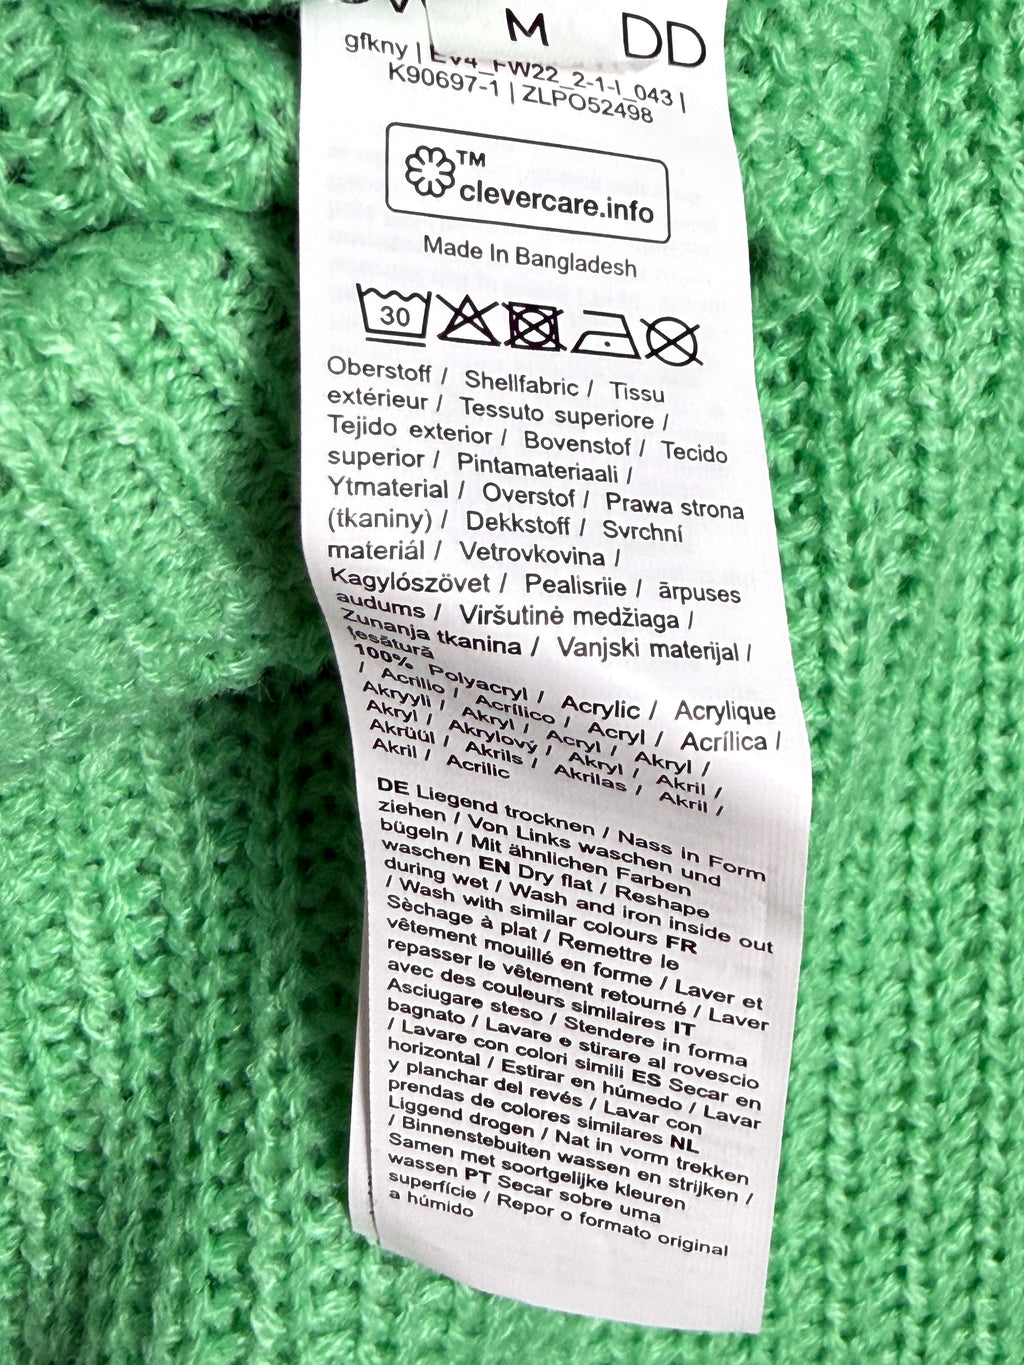 M DD
gfkny | EV4_FW22_2-1-I_043 |
K90697-1 | ZLPO52498
TM
clevercare.info
Made In Bangladesh
30
Oberstoff / Shellfabric / Tissu
extérieur / Tessuto superiore /
Tejido exterior / Bovenstof / Tecido
superior / Pintamateriaali /
Ytmaterial / Overstof / Prawa strona
(tkaniny) / Dekkstoff / Svrchní
materiál / Vetrovkovina /
Kagylószövet / Pealisriie / ārpuses
audums / Viršutinė medžiaga /
Zunanja tkanina / Vanjski materijal /
țesătură
100% Polyacryl / Acrylic / Acrylique
/ Acrilio / Acrílico / Acryl / Acrílica /
Akryyli / Akryl / Acryl / Akryl /
Akryl / Akrylový / Akryl / Akril /
Akrüül / Akrils / Akrilas / Akril /
Akril / Acrilic
DE Liegend trocknen / Nass in Form
ziehen / Von Links waschen und
bügeln / Mit ähnlichen Farben
waschen EN Dry flat / Reshape
during wet / Wash and iron inside out
/ Wash with similar colours FR
Sèchage à plat / Remettre le
vêtement mouillé en forme / Laver et
repasser le vêtement retourné / Laver
avec des couleurs similaires IT
Asciugare steso / Stendere in forma
bagnato / Lavare e stirare al rovescio
/ Lavare con colori simili ES Secar en
horizontal / Estirar en húmedo / Lavar
y planchar del revés / Lavar con
prendas de colores similares NL
Liggend drogen / Nat in vorm trekken
/ Binnenstebuiten wassen en strijken /
Samen met soortgelijke kleuren
wassen PT Secar sobre uma
superfície / Repor o formato original
a húmido